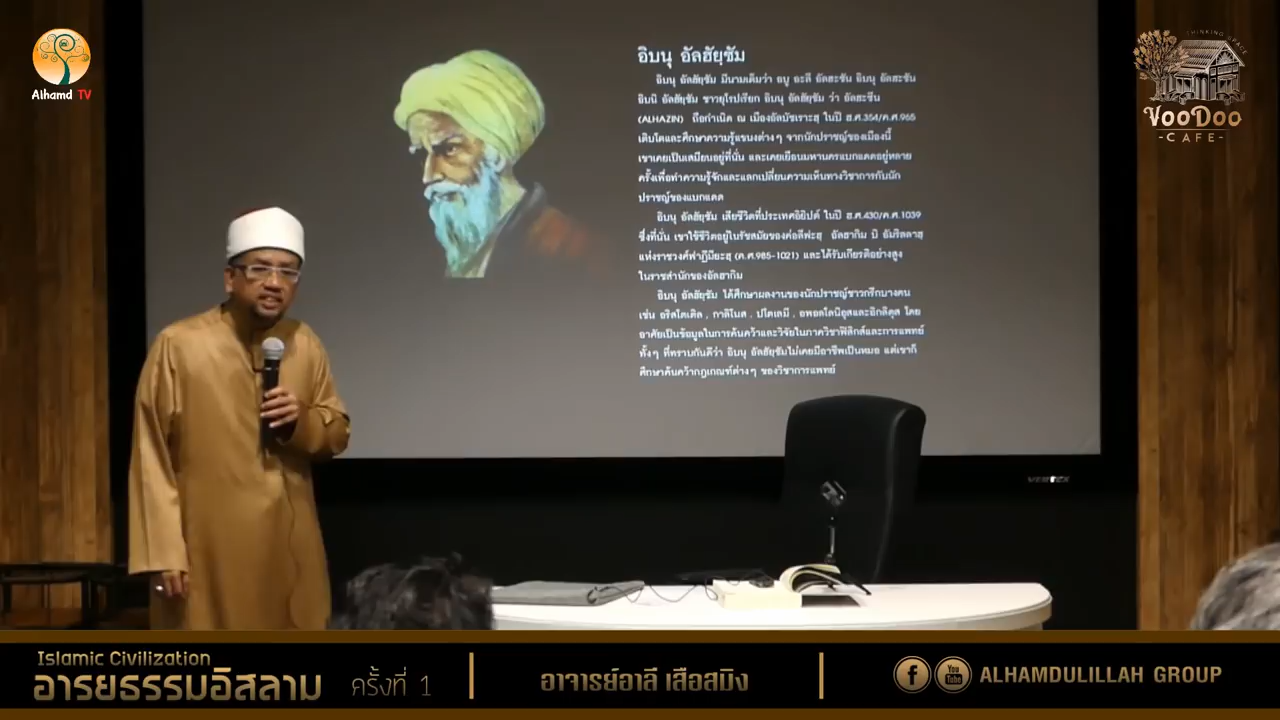 Alhamd TV
THINKING SPACE
VooDoo
-CAFE-
อิบนุ อัลฮัยซัม
อิบนุ อัลฮัยซัม มีนามเดิมว่า อบู อะลี อัลฮะซัน อิบนุ อัลฮะซัน
อิบนิ อัลฮัยซัม ชาวยุโรปเรียก อิบนุ อัลฮัยซัม ว่า อัลฮะซีน
(ALHAZIN) ถือกำเนิด ณ เมืองอัลบัซเราะฮฺ ในปี ฮ.ศ.354/ค.ศ.965
เติบโตและศึกษาความรู้แขนงต่างๆ จากนักปราชญ์ของเมืองนี้
เขาเคยเป็นเสมียนอยู่ที่นั่น และเคยเยือนมหานครแบกแดดอยู่หลาย
ครั้งเพื่อทำความรู้จักและแลกเปลี่ยนความเห็นทางวิชาการกับนัก
ปราชญ์ของแบกแดด
อิบนุ อัลฮัยซัม เสียชีวิตที่ประเทศอิยิปต์ ในปี ฮ.ศ.430/ค.ศ.1039
ซึ่งที่นั่น เขาใช้ชีวิตอยู่ในรัชสมัยของค่อลีฟะฮฺ อัลฮากิม บิ อัมริลลาฮฺ
แห่งราชวงศ์ฟาฏิมียะฮฺ (ค.ศ.985-1021) และได้รับเกียรติอย่างสูง
ในราชสำนักของอัลฮากิม
อิบนุ อัลฮัยซัม ได้ศึกษาผลงานของนักปราชญ์ชาวกรีกบางคน
เช่น อริสโตเติล , กาลิโนส , ปโตเลมี , อพอลโลนิอุสและอิกลิดุส โดย
อาศัยเป็นข้อมูลในการค้นคว้าและวิจัยในภาควิชาฟิสิกส์และการแพทย์
ทั้งๆ ที่ทราบกันดีว่า อิบนุ อัลฮัยซัมไม่เคยมีอาชีพเป็นหมอ แต่เขาก็
ศึกษาค้นคว้ากฎเกณฑ์ต่างๆ ของวิชาการแพทย์
VERTEX
Islamic Civilization
อารยธรรมอิสลาม ครั้งที่ 1
อาจารย์อาลี เสือสมิง
f You Tube ALHAMDULILLAH GROUP